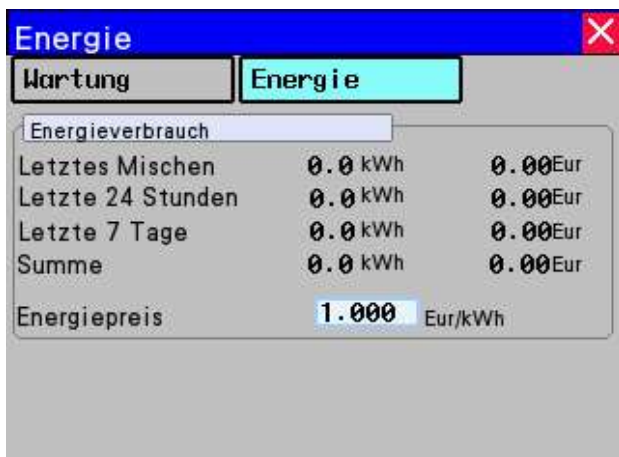 Energie
Wartung Energie
Energieverbrauch
Letztes Mischen 0.0 kWh 0.00Eur
Letzte 24 Stunden 0.0 kWh 0.00Eur
Letzte 7 Tage 0.0 kWh 0.00Eur
Summe 0.0 kWh 0.00Eur
Energiepreis 1.000 Eur/kWh